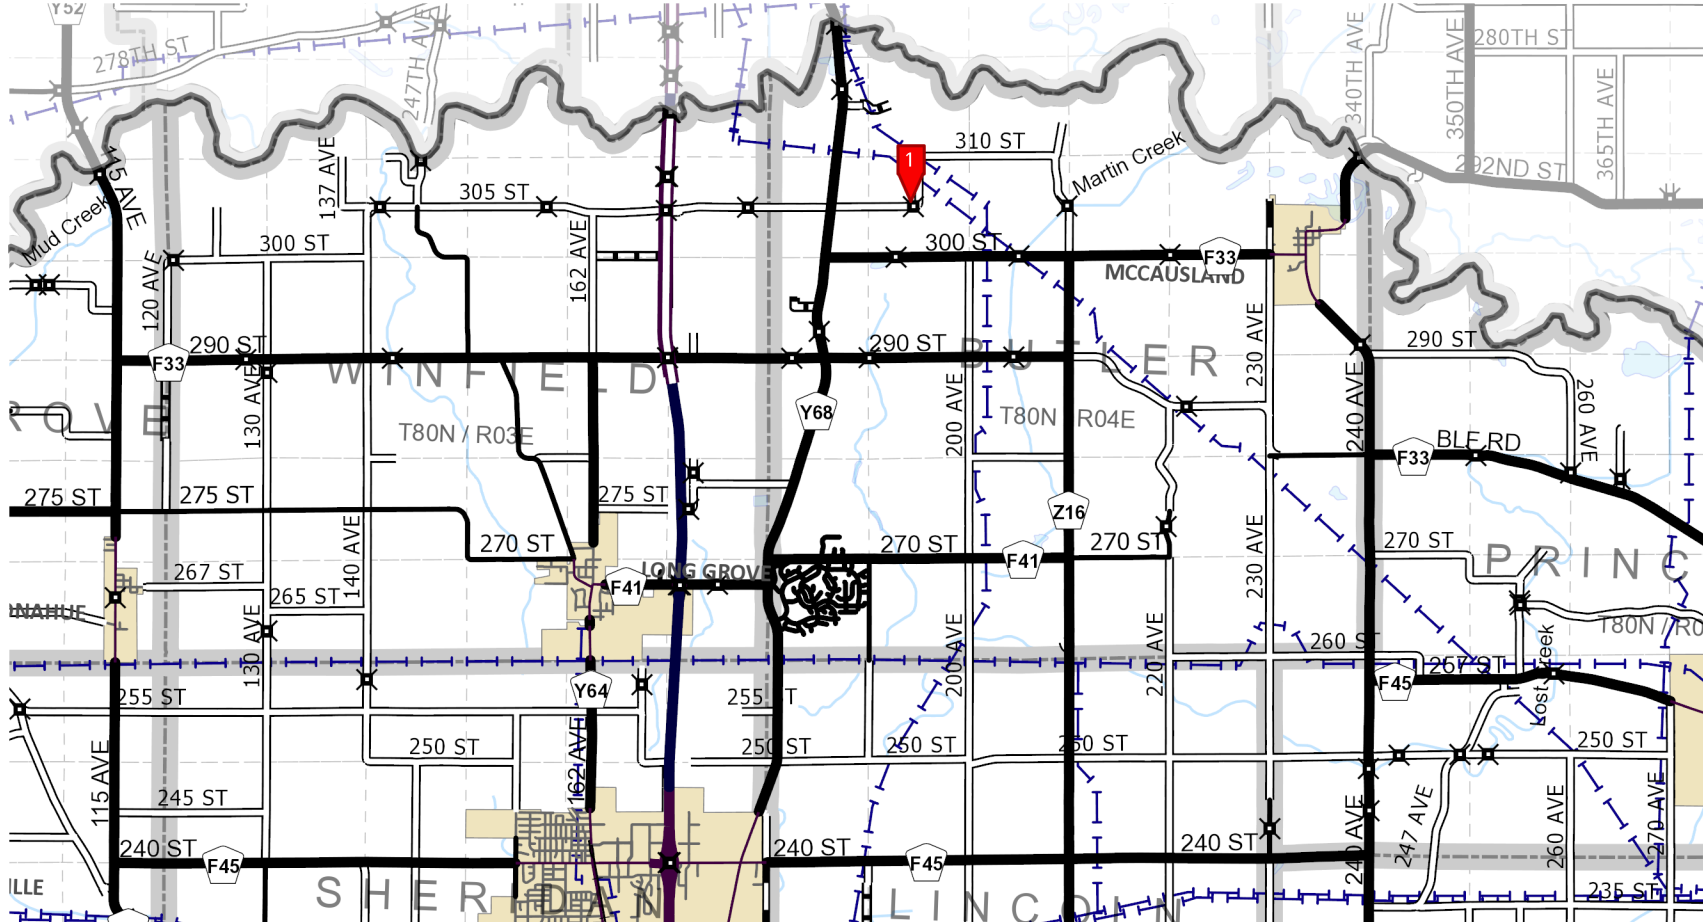 Y52
278TH ST
247TH AVE
340TH AVE
350TH AVE
280TH ST
365TH AVE
292ND ST
115 AVE
137 AVE
1
310 ST
Martin Creek
305 ST
Mud Creek
300 ST
162 AVE
300 ST
F33
MCCAUSLAND
120 AVE
290 ST
F33
290 ST
230 AVE
290 ST
WINFIELD
BUTLER
130 AVE
200 AVE
240 AVE
260 AVE
Y68
T80N / R03E
T80N / R04E
BLF RD
F33
275 ST
275 ST
275 ST
Z16
140 AVE
270 ST
270 ST
F41
270 ST
230 AVE
270 ST
PRINC
267 ST
LONG GROVE
F41
265 ST
130 AVE
200 AVE
220 AVE
260 ST
T80N / R0
267 ST
F45
Lost Creek
255 ST
Y64
255 ST
250 ST
250 ST
250 ST
250 ST
250 ST
115 AVE
162 AVE
245 ST
240 AVE
247 AVE
260 AVE
270 AVE
240 ST
F45
240 ST
F45
240 ST
SHERIDAN
LINCOLN
235 ST